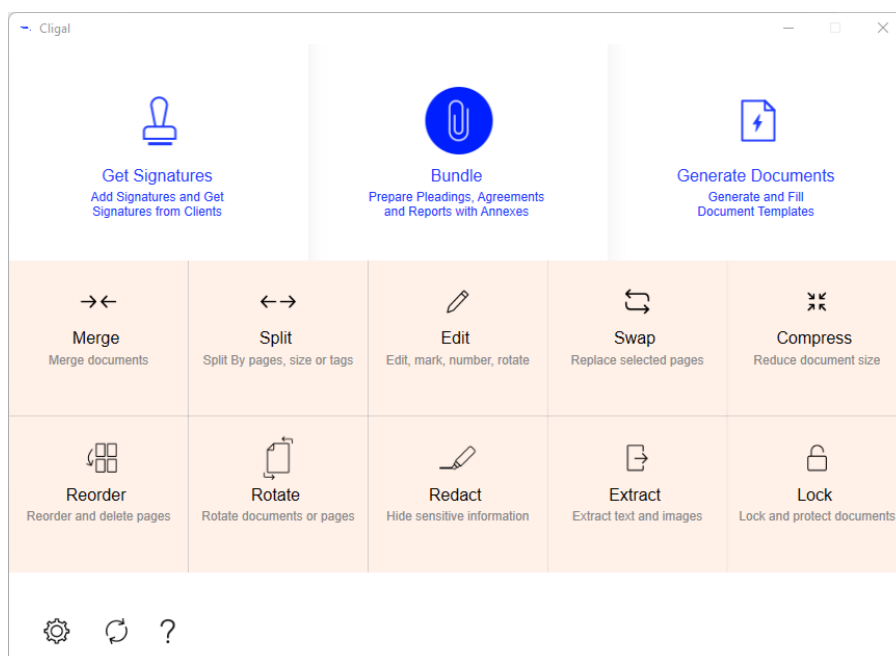 Cligal
Get Signatures
Add Signatures and Get
Signatures from Clients
Bundle
Prepare Pleadings, Agreements
and Reports with Annexes
Generate Documents
Generate and Fill
Document Templates
Merge
Merge documents
Split
Split By pages, size or tags
Edit
Edit, mark, number, rotate
Swap
Replace selected pages
Compress
Reduce document size
Reorder
Reorder and delete pages
Rotate
Rotate documents or pages
Redact
Hide sensitive information
Extract
Extract text and images
Lock
Lock and protect documents
?